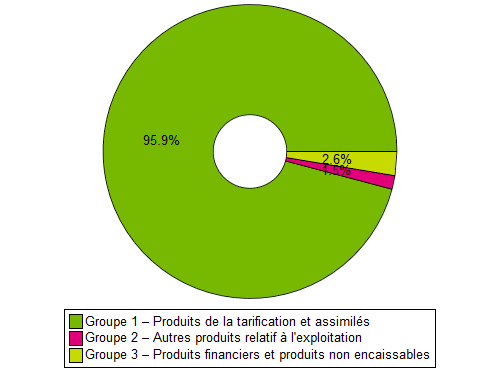 95.9%
2.6%
1.5%
Groupe 1 – Produits de la tarification et assimilés
Groupe 2 – Autres produits relatif à l'exploitation
Groupe 3 – Produits financiers et produits non encaissables